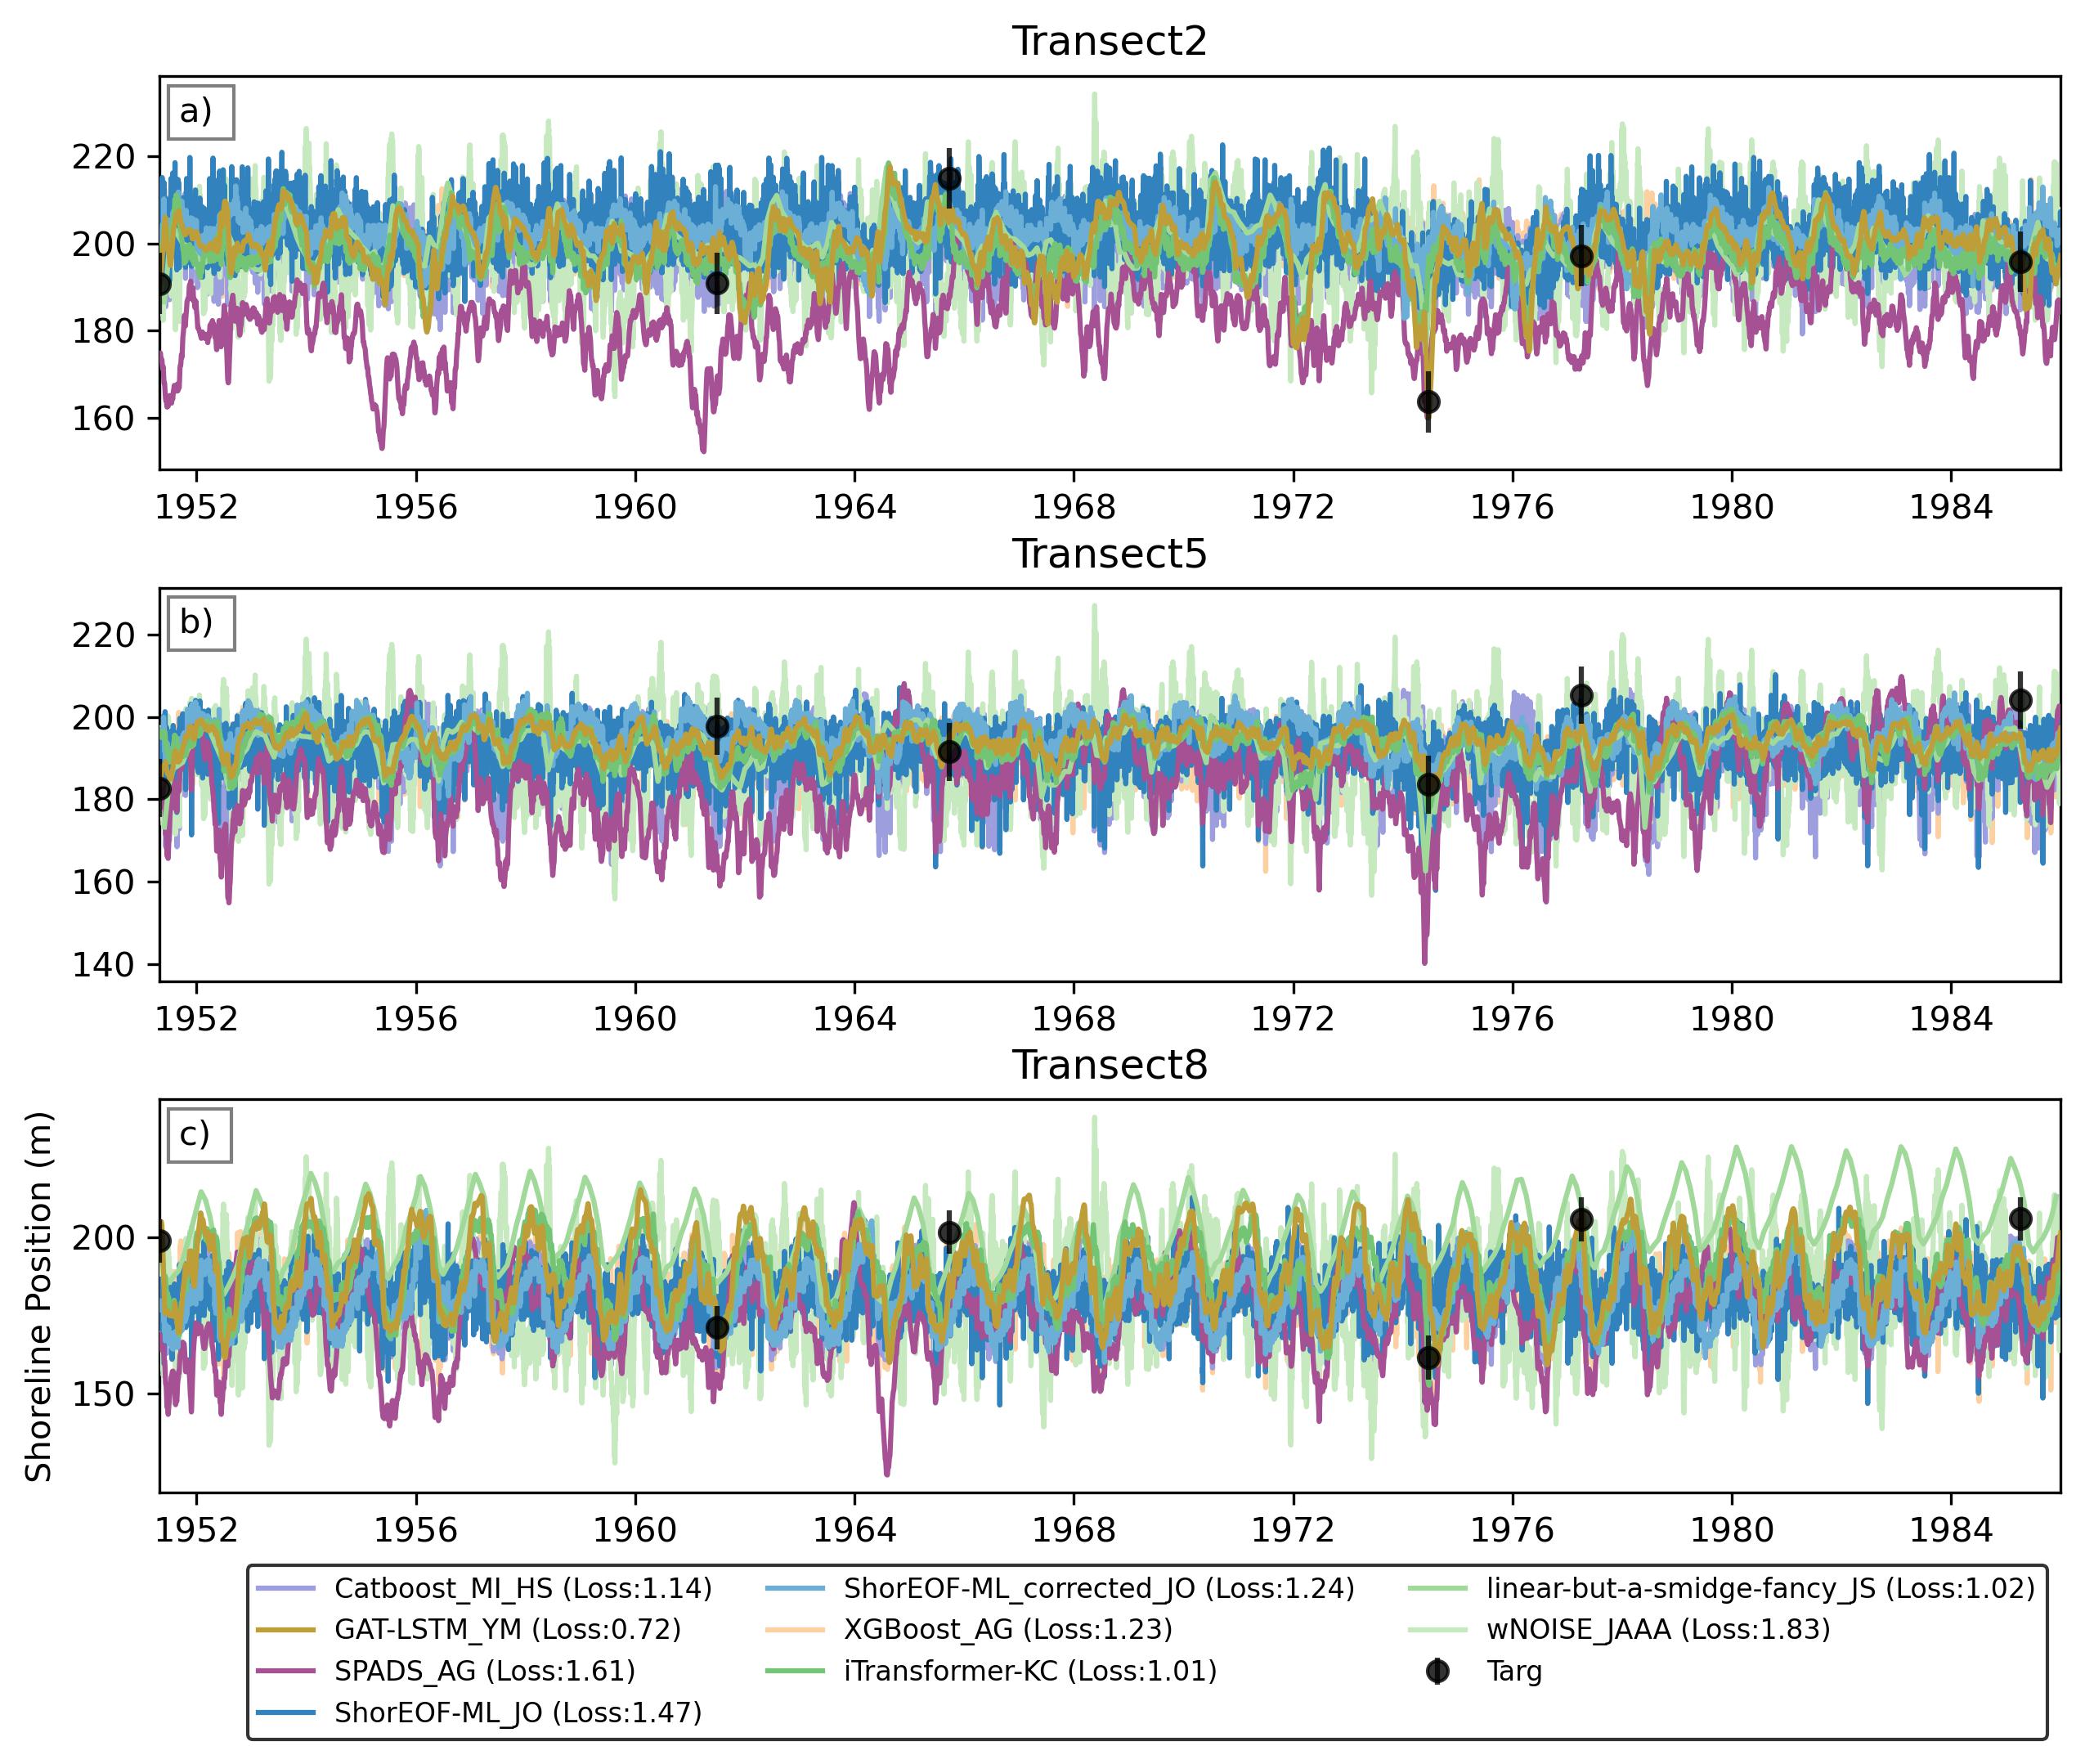 Transect2
a)
220
200
180
160
1952 1956 1960 1964 1968 1972 1976 1980 1984
Transect5
b)
220
200
180
160
140
1952 1956 1960 1964 1968 1972 1976 1980 1984
Transect8
c)
Shoreline Position (m)
200
150
1952 1956 1960 1964 1968 1972 1976 1980 1984
Catboost_MI_HS (Loss:1.14)
GAT-LSTM_YM (Loss:0.72)
SPADS_AG (Loss:1.61)
ShorEOF-ML_JO (Loss:1.47)
ShorEOF-ML_corrected_JO (Loss:1.24)
XGBoost_AG (Loss:1.23)
iTransformer-KC (Loss:1.01)
linear-but-a-smidge-fancy_JS (Loss:1.02)
wNOISE_JAAA (Loss:1.83)
Targ